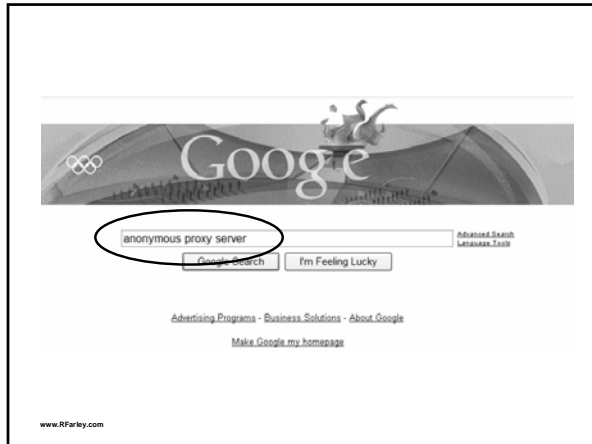 Google
anonymous proxy server
Advanced Search
Language Tools
Google Search
I'm Feeling Lucky
Advertising Programs - Business Solutions - About Google
Make Google my homepage
www.RFarley.com